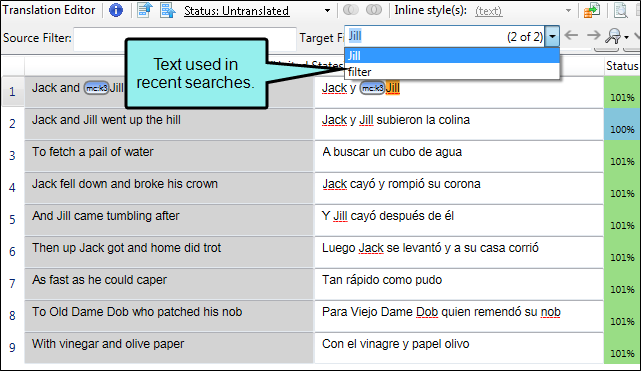 Translation Editor Status: Untranslated Inline style(s): (text)
Source Filter: Target F Jill (2 of 2)
Jill
filter
Text used in
recent searches.
States Status
1 Jack and mc:k3 Jill Jack y mc:k3 Jill 101%
2 Jack and Jill went up the hill Jack y Jill subieron la colina 100%
3 To fetch a pail of water A buscar un cubo de agua 101%
4 Jack fell down and broke his crown Jack cayó y rompió su corona 101%
5 And Jill came tumbling after Y Jill cayó después de él 101%
6 Then up Jack got and home did trot Luego Jack se levantó y a su casa corrió 101%
7 As fast as he could caper Tan rápido como pudo 101%
8 To Old Dame Dob who patched his nob Para Viejo Dame Dob quien remendó su nob 101%
9 With vinegar and olive paper Con el vinagre y papel olivo 101%